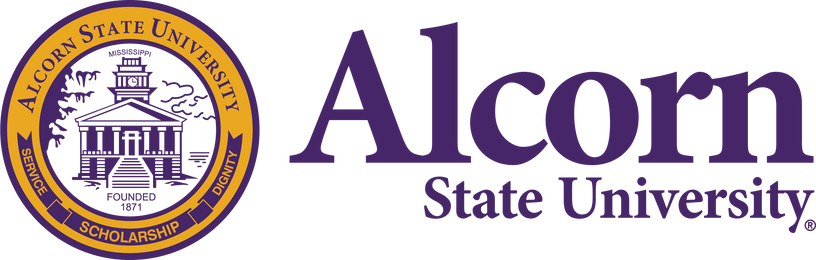 ALCORN STATE UNIVERSITY
MISSISSIPPI
FOUNDED
1871
SERVICE
SCHOLARSHIP
DIGNITY
Alcorn
State University®